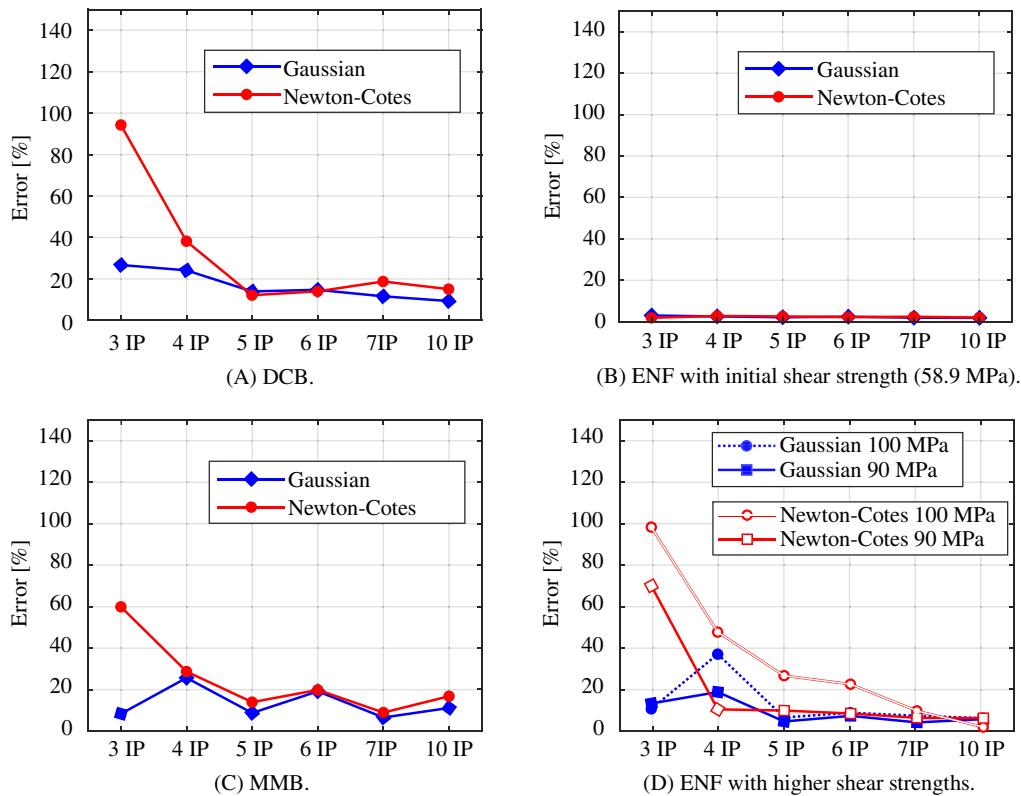 140
120
100
80
60
40
20
0
Error [%]
Gaussian
Newton-Cotes
3 IP 4 IP 5 IP 6 IP 7IP 10 IP
(A) DCB.
140
120
100
80
60
40
20
0
Error [%]
Gaussian
Newton-Cotes
3 IP 4 IP 5 IP 6 IP 7IP 10 IP
(B) ENF with initial shear strength (58.9 MPa).
140
120
100
80
60
40
20
0
Error [%]
Gaussian
Newton-Cotes
3 IP 4 IP 5 IP 6 IP 7IP 10 IP
(C) MMB.
140
120
100
80
60
40
20
0
Error [%]
Gaussian 100 MPa
Gaussian 90 MPa
Newton-Cotes 100 MPa
Newton-Cotes 90 MPa
3 IP 4 IP 5 IP 6 IP 7IP 10 IP
(D) ENF with higher shear strengths.